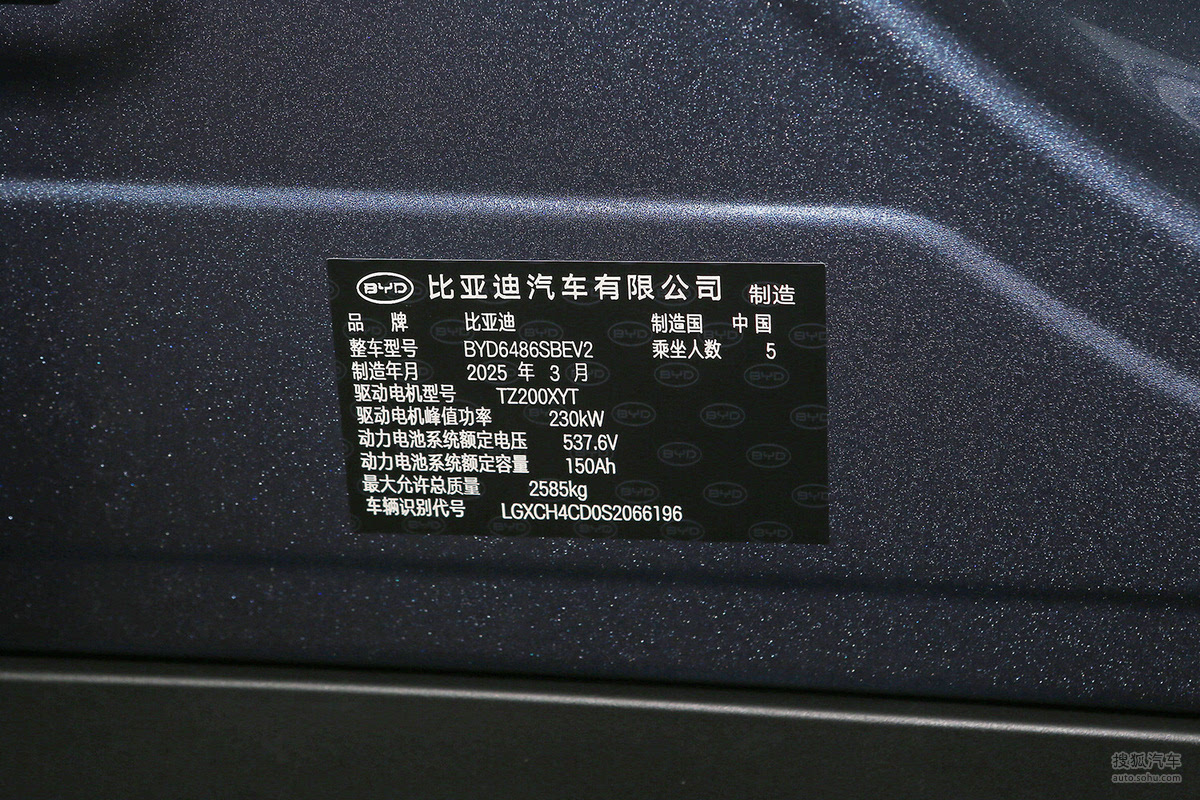 BYD 比亚迪汽车有限公司 制造
品 牌 比亚迪 制造国 中国
整车型号 BYD6486SBEV2 乘坐人数 5
制造年月 2025 年 3 月
驱动电机型号 TZ200XYT
驱动电机峰值功率 230kW
动力电池系统额定电压 537.6V
动力电池系统额定容量 150Ah
最大允许总质量 2585kg
车辆识别代号 LGXCH4CD0S2066196
搜狐汽车
auto.sohu.com